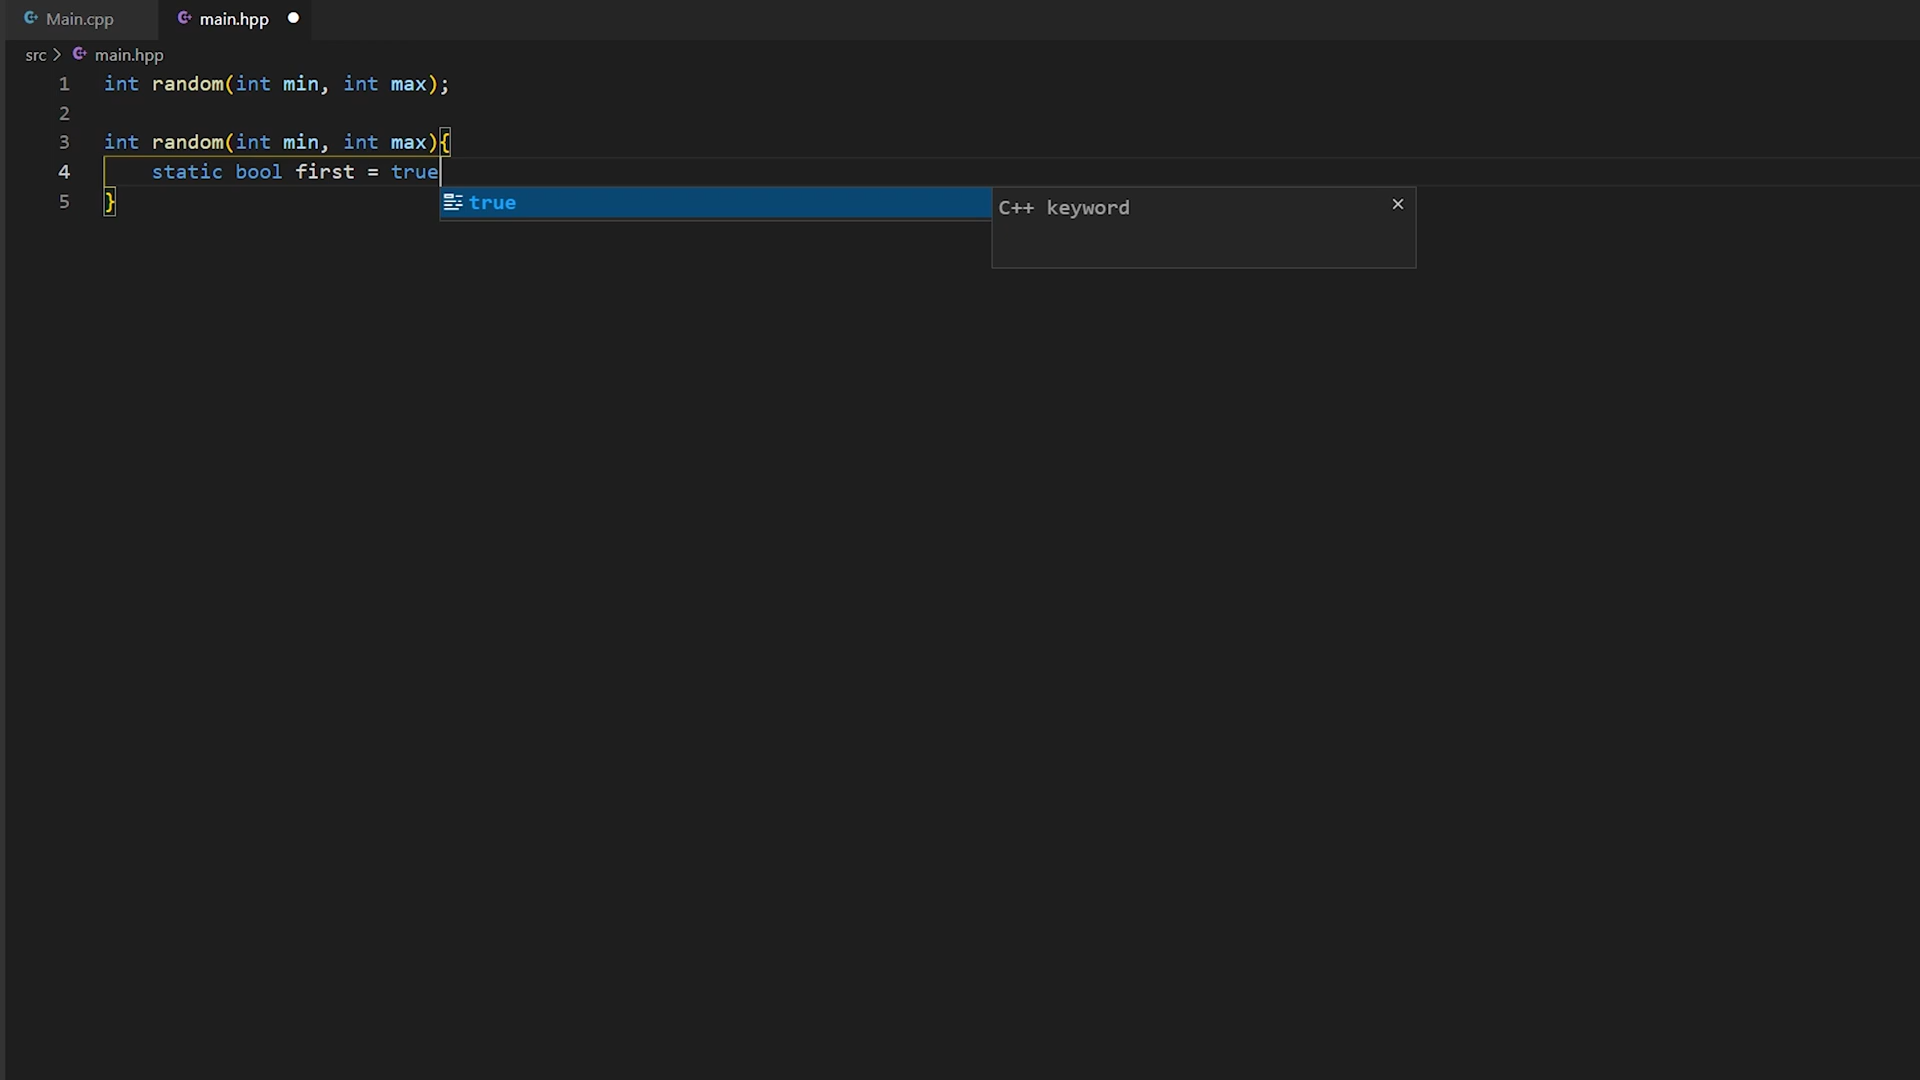 Main.cpp main.hpp
src > main.hpp
1 int random(int min, int max);
2
3 int random(int min, int max){
4 static bool first = true
5 }
true C++ keyword